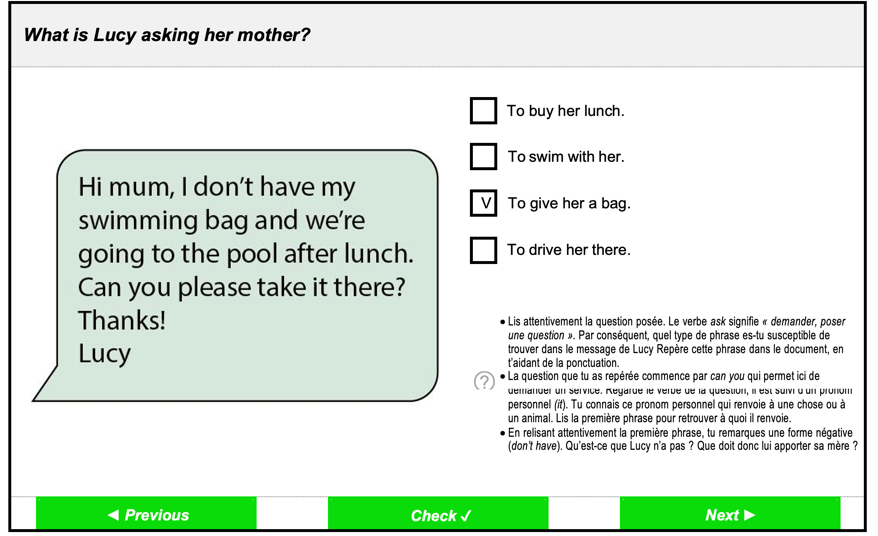 What is Lucy asking her mother?
Hi mum, I don't have my
swimming bag and we're
going to the pool after lunch.
Can you please take it there?
Thanks!
Lucy
To buy her lunch.
To swim with her.
V To give her a bag.
To drive her there.
• Lis attentivement la question posée. Le verbe ask signifie « demander, poser
une question ». Par conséquent, quel type de phrase es-tu susceptible de
trouver dans le message de Lucy Repère cette phrase dans le document, en
t'aidant de la ponctuation.
? • La question que tu as repérée commence par can you qui permet ici de
demander un service. Regarde le verbe de la question, il est suivi d'un pronom
personnel (it). Tu connais ce pronom personnel qui renvoie à une chose ou à
un animal. Lis la première phrase pour retrouver à quoi il renvoie.
• En relisant attentivement la première phrase, tu remarques une forme négative
(don't have). Qu'est-ce que Lucy n'a pas ? Que doit donc lui apporter sa mère ?
◄ Previous
Check ✓
Next ►